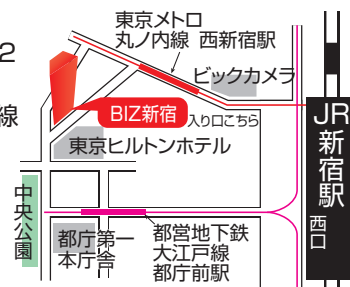 東京メトロ
丸ノ内線 西新宿駅
2
ビックカメラ
線
BIZ新宿
入り口こちら
東京ヒルトンホテル
JR
新宿駅
西口
中央公園
都庁第一
本庁舎
都営地下鉄
大江戸線
都庁前駅